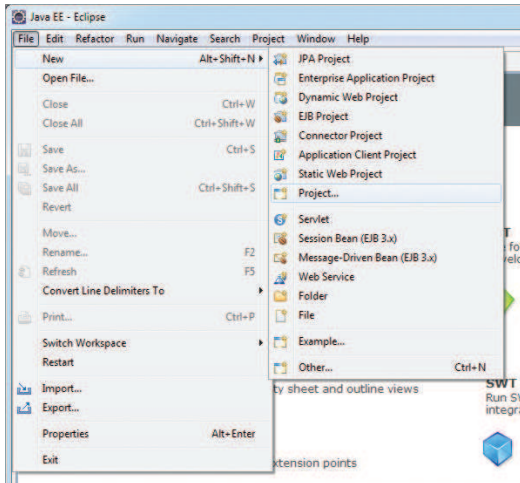 Java EE - Eclipse
File Edit Refactor Run Navigate Search Project Window Help
New Alt+Shift+N
Open File...
Close Ctrl+W
Close All Ctrl+Shift+W
Save Ctrl+S
Save As...
Save All Ctrl+Shift+S
Revert
Move...
Rename... F2
Refresh F5
Convert Line Delimiters To
Print... Ctrl+P
Switch Workspace
Restart
Import...
Export...
Properties Alt+Enter
Exit
JPA Project
Enterprise Application Project
Dynamic Web Project
EJB Project
Connector Project
Application Client Project
Static Web Project
Project...
Servlet
Session Bean (EJB 3.x)
Message-Driven Bean (EJB 3.x)
Web Service
Folder
File
Example...
Other... Ctrl+N
ty sheet and outline views
xtension points
SWT
Run S
integr